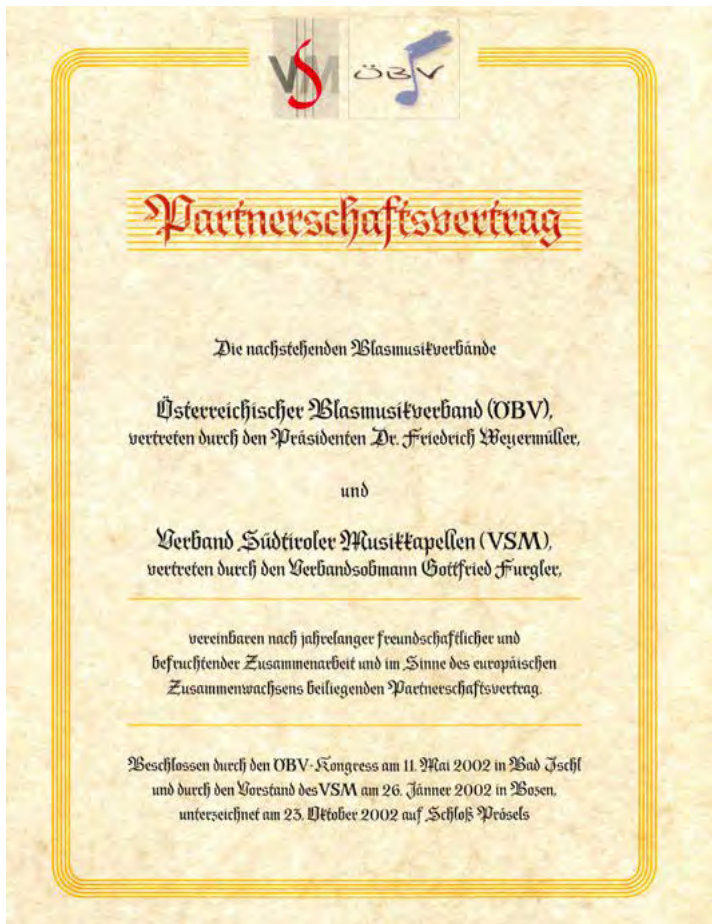 VSM ÖBV
Partnerschaftsvertrag
Die nachstehenden Blasmusikverbände
Österreichischer Blasmusikverband (ÖBV),
vertreten durch den Präsidenten Dr. Friedrich Weyermüller,
und
Verband Südtiroler Musikkapellen (VSM),
vertreten durch den Verbandsobmann Gottfried Furgler,
vereinbaren nach jahrelanger freundschaftlicher und
befruchtender Zusammenarbeit und im Sinne des europäischen
Zusammenwachsens beiliegenden Partnerschaftsvertrag.
Beschlossen durch den ÖBV-Kongress am 11. Mai 2002 in Bad Ischl
und durch den Vorstand des VSM am 26. Jänner 2002 in Bozen,
unterzeichnet am 23. Oktober 2002 auf Schloß Prösels